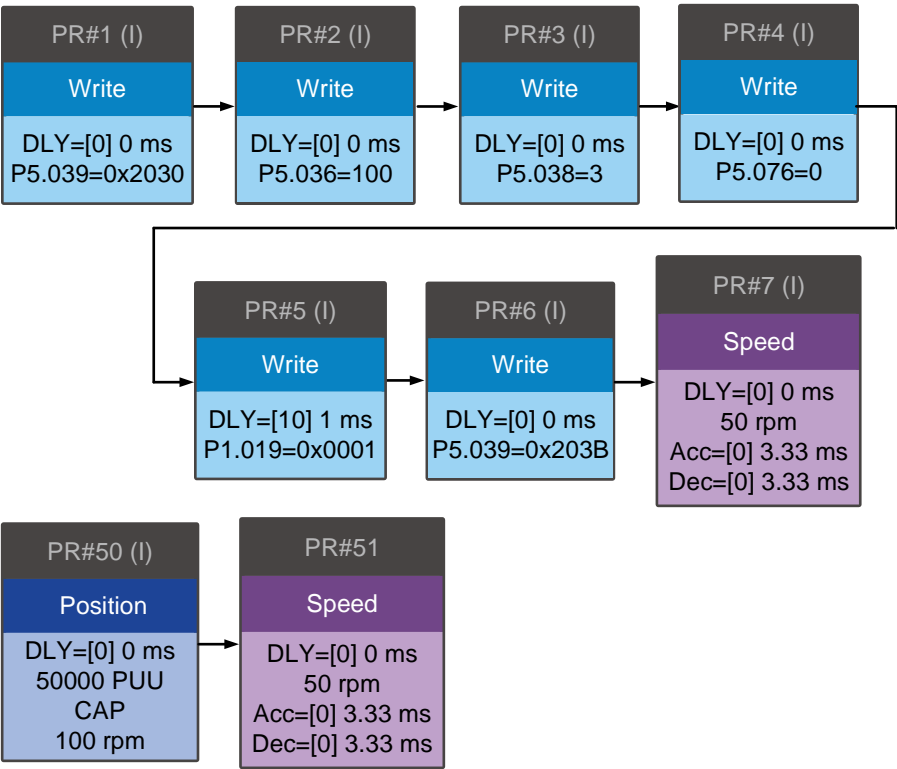 PR#1 (I)
Write
DLY=[0] 0 ms
P5.039=0x2030
PR#2 (I)
Write
DLY=[0] 0 ms
P5.036=100
PR#3 (I)
Write
DLY=[0] 0 ms
P5.038=3
PR#4 (I)
Write
DLY=[0] 0 ms
P5.076=0
PR#5 (I)
Write
DLY=[10] 1 ms
P1.019=0x0001
PR#6 (I)
Write
DLY=[0] 0 ms
P5.039=0x203B
PR#7 (I)
Speed
DLY=[0] 0 ms
50 rpm
Acc=[0] 3.33 ms
Dec=[0] 3.33 ms
PR#50 (I)
Position
DLY=[0] 0 ms
50000 PUU
CAP
100 rpm
PR#51
Speed
DLY=[0] 0 ms
50 rpm
Acc=[0] 3.33 ms
Dec=[0] 3.33 ms